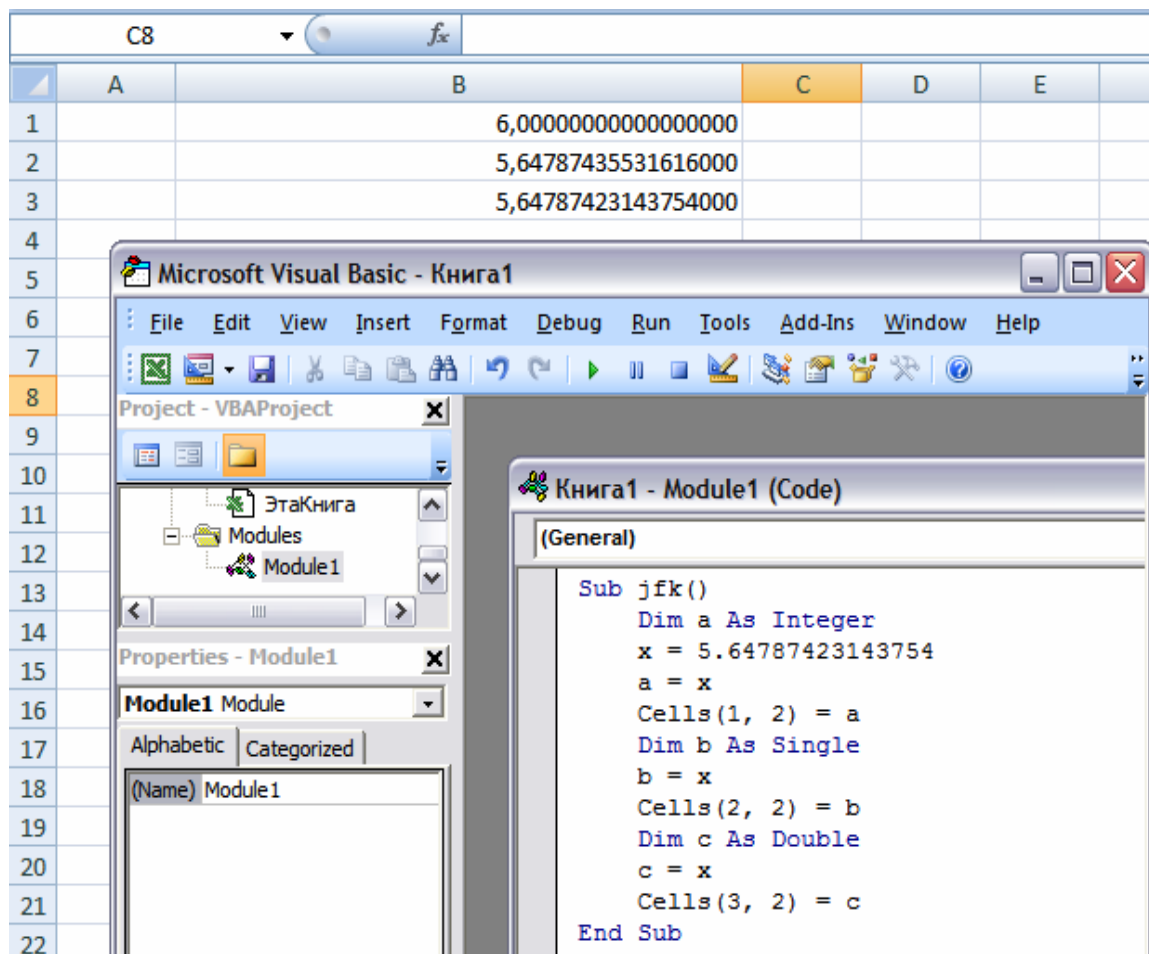 C8 fx
A B C D E
1 6,00000000000000000
2 5,64787435531616000
3 5,64787423143754000
4
5
6
7
8
9
10
11
12
13
14
15
16
17
18
19
20
21
22
Microsoft Visual Basic - Книга1
File Edit View Insert Format Debug Run Tools Add-Ins Window Help
Project - VBAProject
ЭтаКнига
Modules
Module1
Properties - Module1
Module1 Module
Alphabetic Categorized
(Name) Module1
Книга1 - Module1 (Code)
(General)
Sub jfk()
Dim a As Integer
x = 5.64787423143754
a = x
Cells(1, 2) = a
Dim b As Single
b = x
Cells(2, 2) = b
Dim c As Double
c = x
Cells(3, 2) = c
End Sub